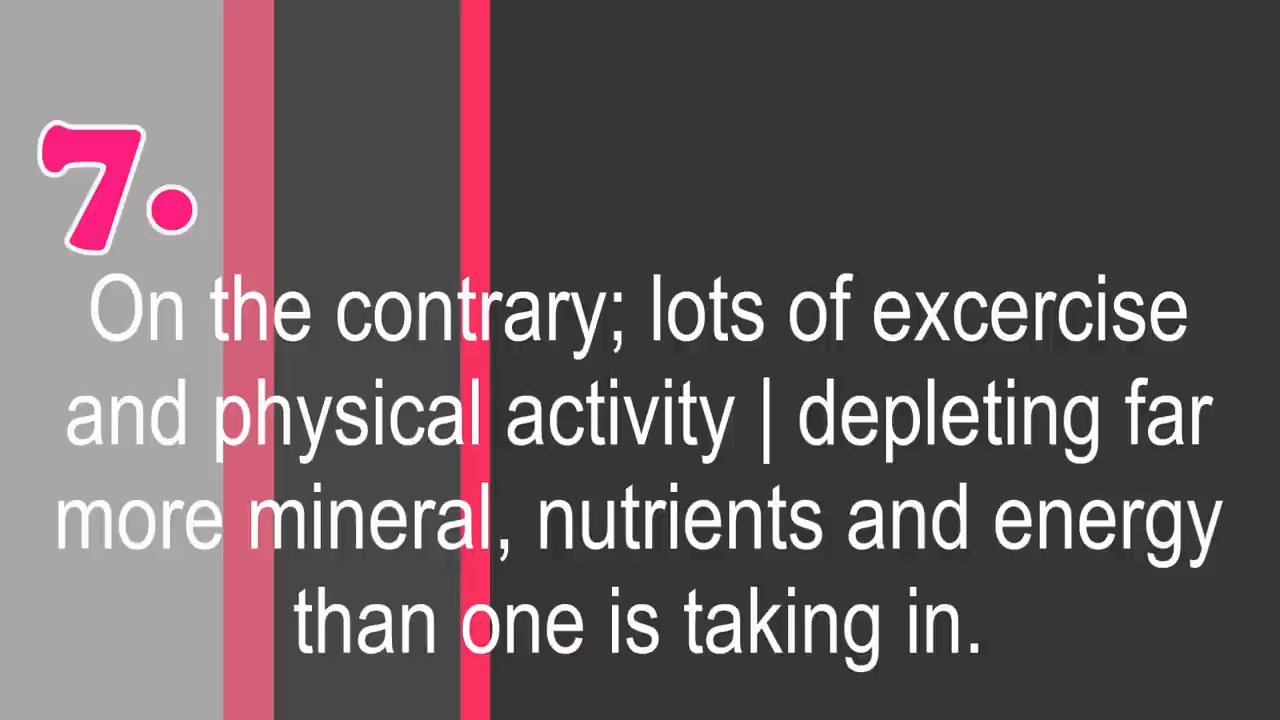 7.
On the contrary; lots of excercise
and physical activity | depleting far
more mineral, nutrients and energy
than one is taking in.